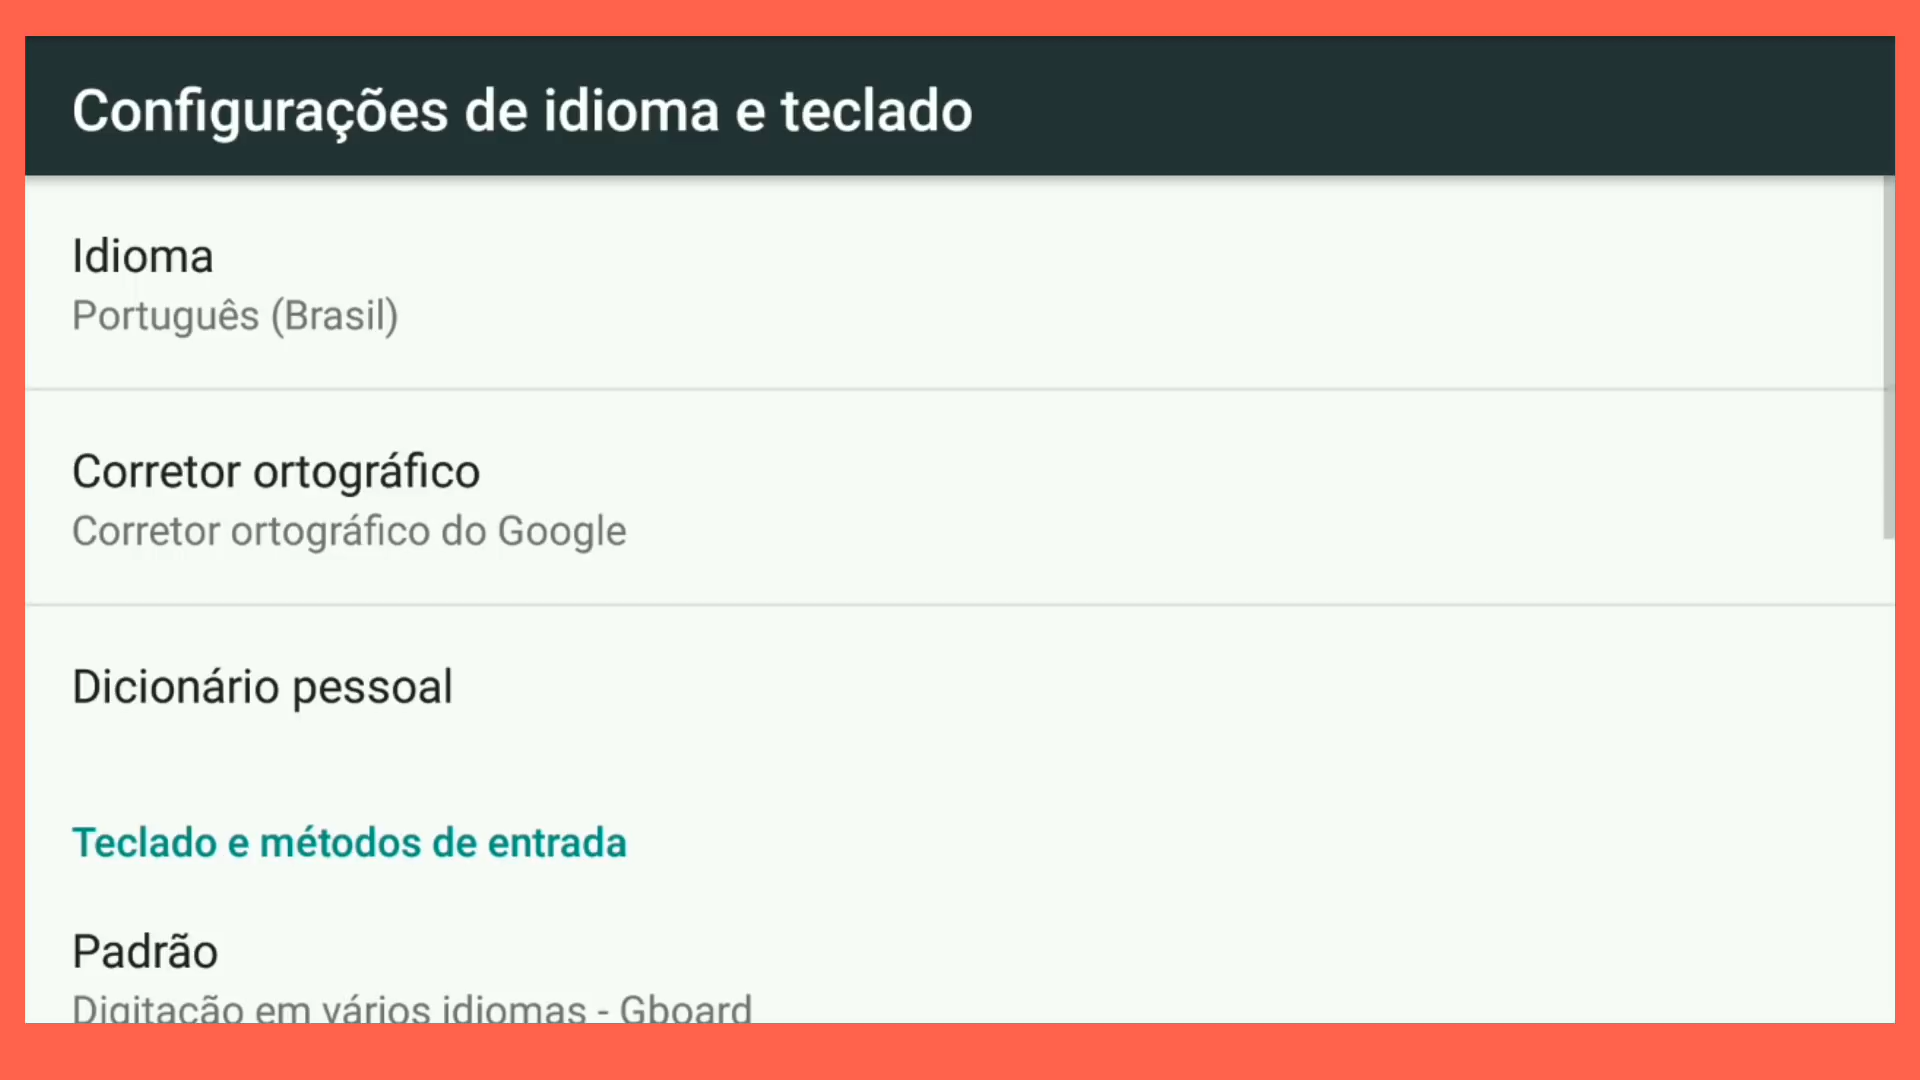 Configurações de idioma e teclado
Idioma
Português (Brasil)
Corretor ortográfico
Corretor ortográfico do Google
Dicionário pessoal
Teclado e métodos de entrada
Padrão
Digitação em vários idiomas - Gboard